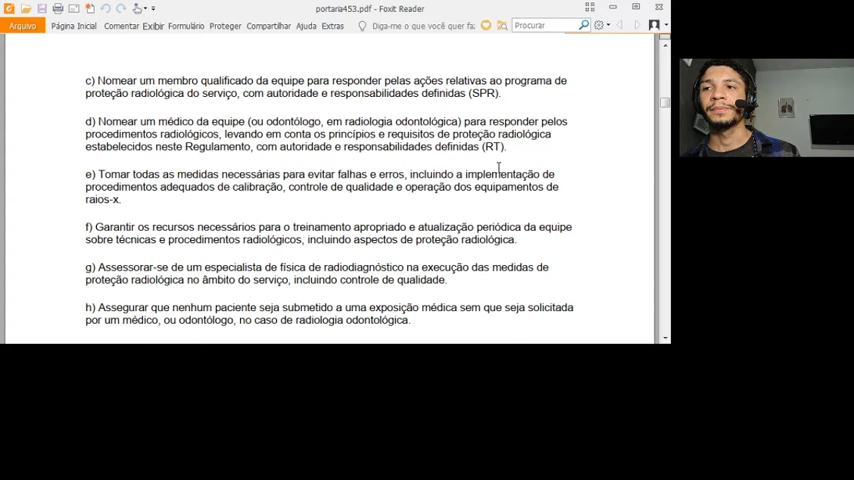 portaria453.pdf - Foxit Reader
Arquivo Página Inicial Comentar Exibir Formulário Proteger Compartilhar Ajuda Extras Diga-me o que você quer fa: Procurar
c) Nomear um membro qualificado da equipe para responder pelas ações relativas ao programa de
proteção radiológica do serviço, com autoridade e responsabilidades definidas (SPR).
d) Nomear um médico da equipe (ou odontólogo, em radiologia odontológica) para responder pelos
procedimentos radiológicos, levando em conta os princípios e requisitos de proteção radiológica
estabelecidos neste Regulamento, com autoridade e responsabilidades definidas (RT).
e) Tomar todas as medidas necessárias para evitar falhas e erros, incluindo a implementação de
procedimentos adequados de calibração, controle de qualidade e operação dos equipamentos de
raios-x.
f) Garantir os recursos necessários para o treinamento apropriado e atualização periódica da equipe
sobre técnicas e procedimentos radiológicos, incluindo aspectos de proteção radiológica.
g) Assessorar-se de um especialista de física de radiodiagnóstico na execução das medidas de
proteção radiológica no âmbito do serviço, incluindo controle de qualidade.
h) Assegurar que nenhum paciente seja submetido a uma exposição médica sem que seja solicitada
por um médico, ou odontólogo, no caso de radiologia odontológica.